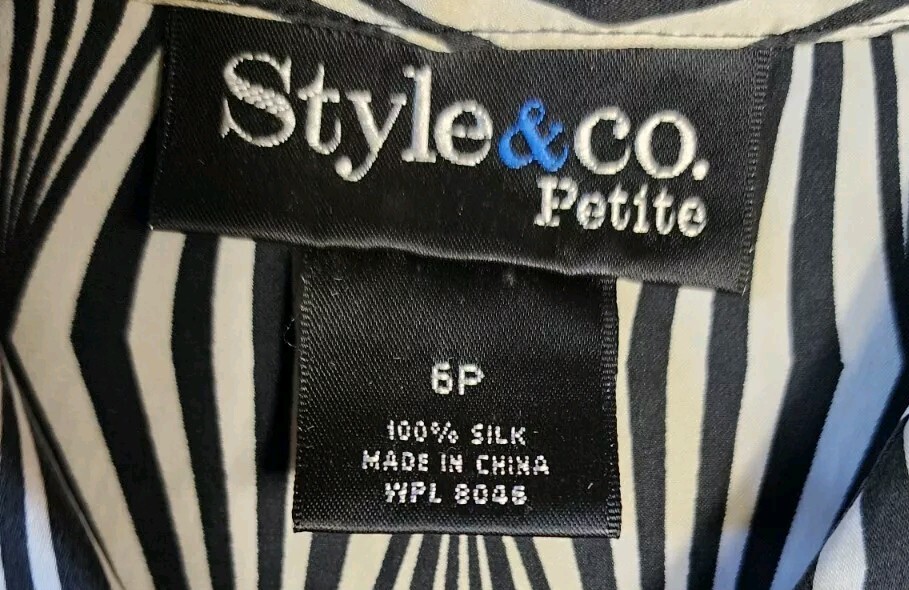 Style&co.
Petite
6P
100% SILK
MADE IN CHINA
WPL 8046